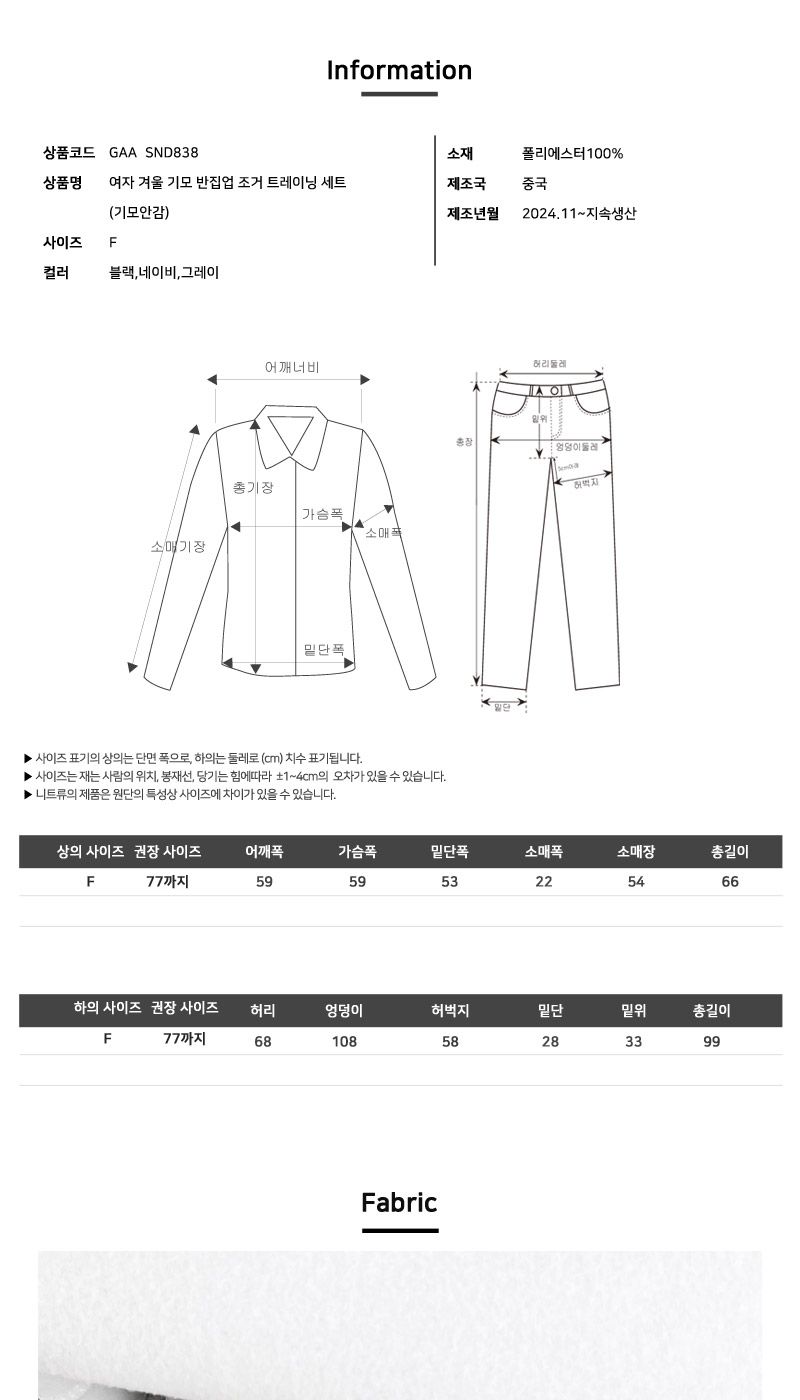 Information
상품코드 GAA SND838
상품명 여자 겨울 기모 반집업 조거 트레이닝 세트
(기모안감)
사이즈 F
컬러 블랙,네이비,그레이
소재 폴리에스터100%
제조국 중국
제조년월 2024.11~지속생산
어깨너비
총기장
가슴폭
소매폭
소매기장
밑단폭
허리둘레
밑위
총장
엉덩이둘레
5cm아래
허벅지
밑단
▶ 사이즈 표기의 상의는 단면 폭으로, 하의는 둘레로 (cm) 치수 표기됩니다.
▶ 사이즈는 재는 사람의 위치, 봉재선, 당기는 힘에따라 ±1~4cm의 오차가 있을 수 있습니다.
▶ 니트류의 제품은 원단의 특성상 사이즈에 차이가 있을 수 있습니다.
상의 사이즈 권장 사이즈 어깨폭 가슴폭 밑단폭 소매폭 소매장 총길이
F 77까지 59 59 53 22 54 66
하의 사이즈 권장 사이즈 허리 엉덩이 허벅지 밑단 밑위 총길이
F 77까지 68 108 58 28 33 99
Fabric